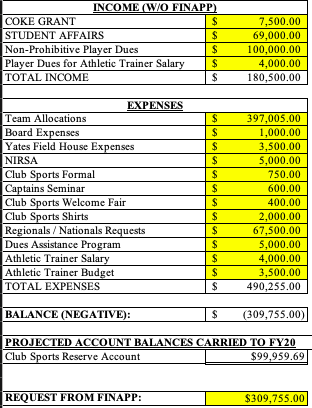 INCOME (W/O FINAPP)
COKE GRANT $ 7,500.00
STUDENT AFFAIRS $ 69,000.00
Non-Prohibitive Player Dues $ 100,000.00
Player Dues for Athletic Trainer Salary $ 4,000.00
TOTAL INCOME $ 180,500.00
EXPENSES
Team Allocations $ 397,005.00
Board Expenses $ 1,000.00
Yates Field House Expenses $ 3,500.00
NIRSA $ 5,000.00
Club Sports Formal $ 750.00
Captains Seminar $ 600.00
Club Sports Welcome Fair $ 400.00
Club Sports Shirts $ 2,000.00
Regionals / Nationals Requests $ 67,500.00
Dues Assistance Program $ 5,000.00
Athletic Trainer Salary $ 4,000.00
Athletic Trainer Budget $ 3,500.00
TOTAL EXPENSES $ 490,255.00
BALANCE (NEGATIVE): $ (309,755.00)
PROJECTED ACCOUNT BALANCES CARRIED TO FY20
Club Sports Reserve Account $99,959.69
REQUEST FROM FINAPP: $309,755.00